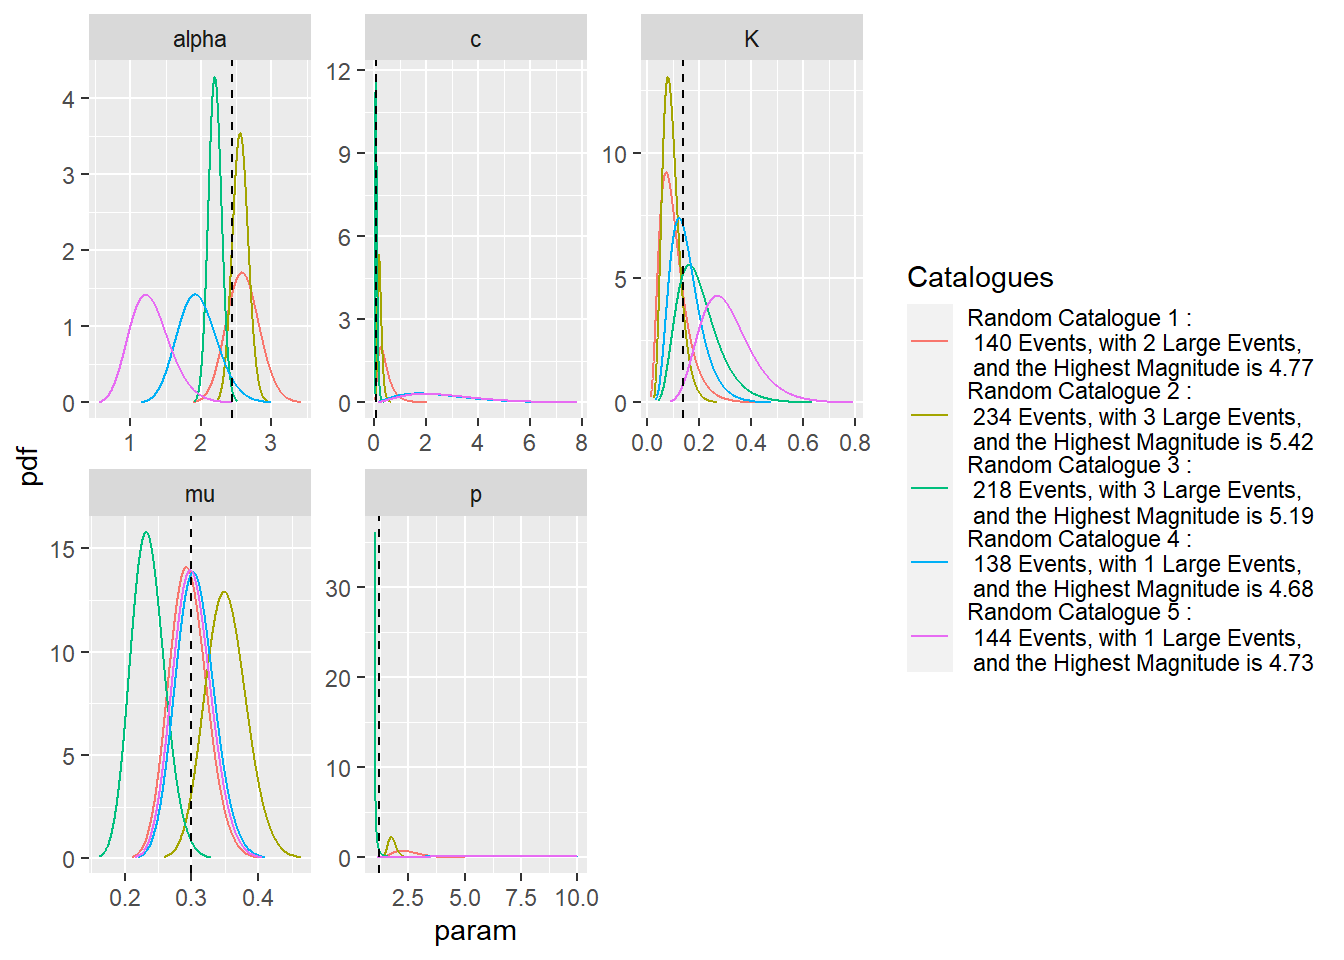 alpha
c
K
4
3
2
1
0
1
2
3
12
9
6
3
0
0
2
4
6
8
10
5
0
0.0
0.2
0.4
0.6
0.8
mu
p
15
10
5
0
0.2
0.3
0.4
30
20
10
0
2.5
5.0
7.5
10.0
pdf
param
Catalogues
Random Catalogue 1 :
140 Events, with 2 Large Events,
and the Highest Magnitude is 4.77
Random Catalogue 2 :
234 Events, with 3 Large Events,
and the Highest Magnitude is 5.42
Random Catalogue 3 :
218 Events, with 3 Large Events,
and the Highest Magnitude is 5.19
Random Catalogue 4 :
138 Events, with 1 Large Events,
and the Highest Magnitude is 4.68
Random Catalogue 5 :
144 Events, with 1 Large Events,
and the Highest Magnitude is 4.73